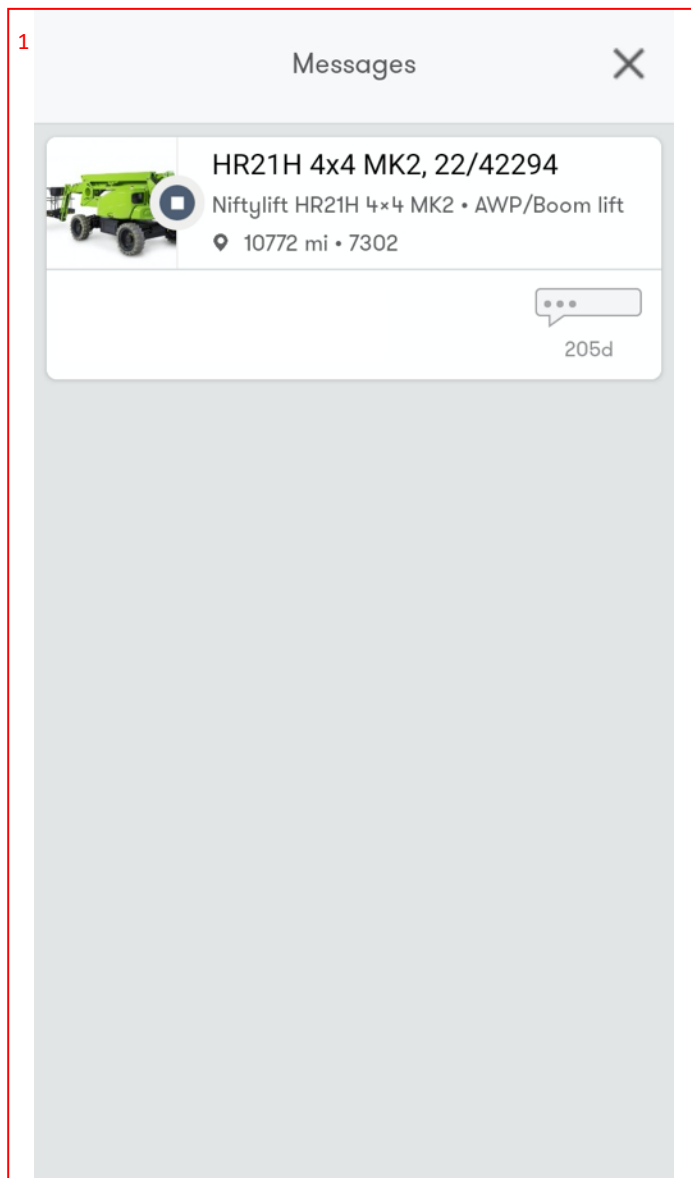 1
Messages
HR21H 4x4 MK2, 22/42294
Niftylift HR21H 4×4 MK2 • AWP/Boom lift
10772 mi • 7302
205d